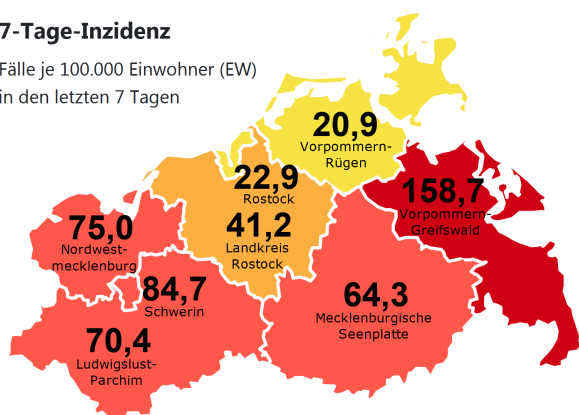 7-Tage-Inzidenz
Fälle je 100.000 Einwohner (EW)
in den letzten 7 Tagen
20,9
Vorpommern-
Rügen
22,9
Rostock
158,7
Vorpommern-
Greifswald
75,0
Nordwest-
mecklenburg
41,2
Landkreis
Rostock
84,7
Schwerin
64,3
Mecklenburgische
Seenplatte
70,4
Ludwigslust-
Parchim